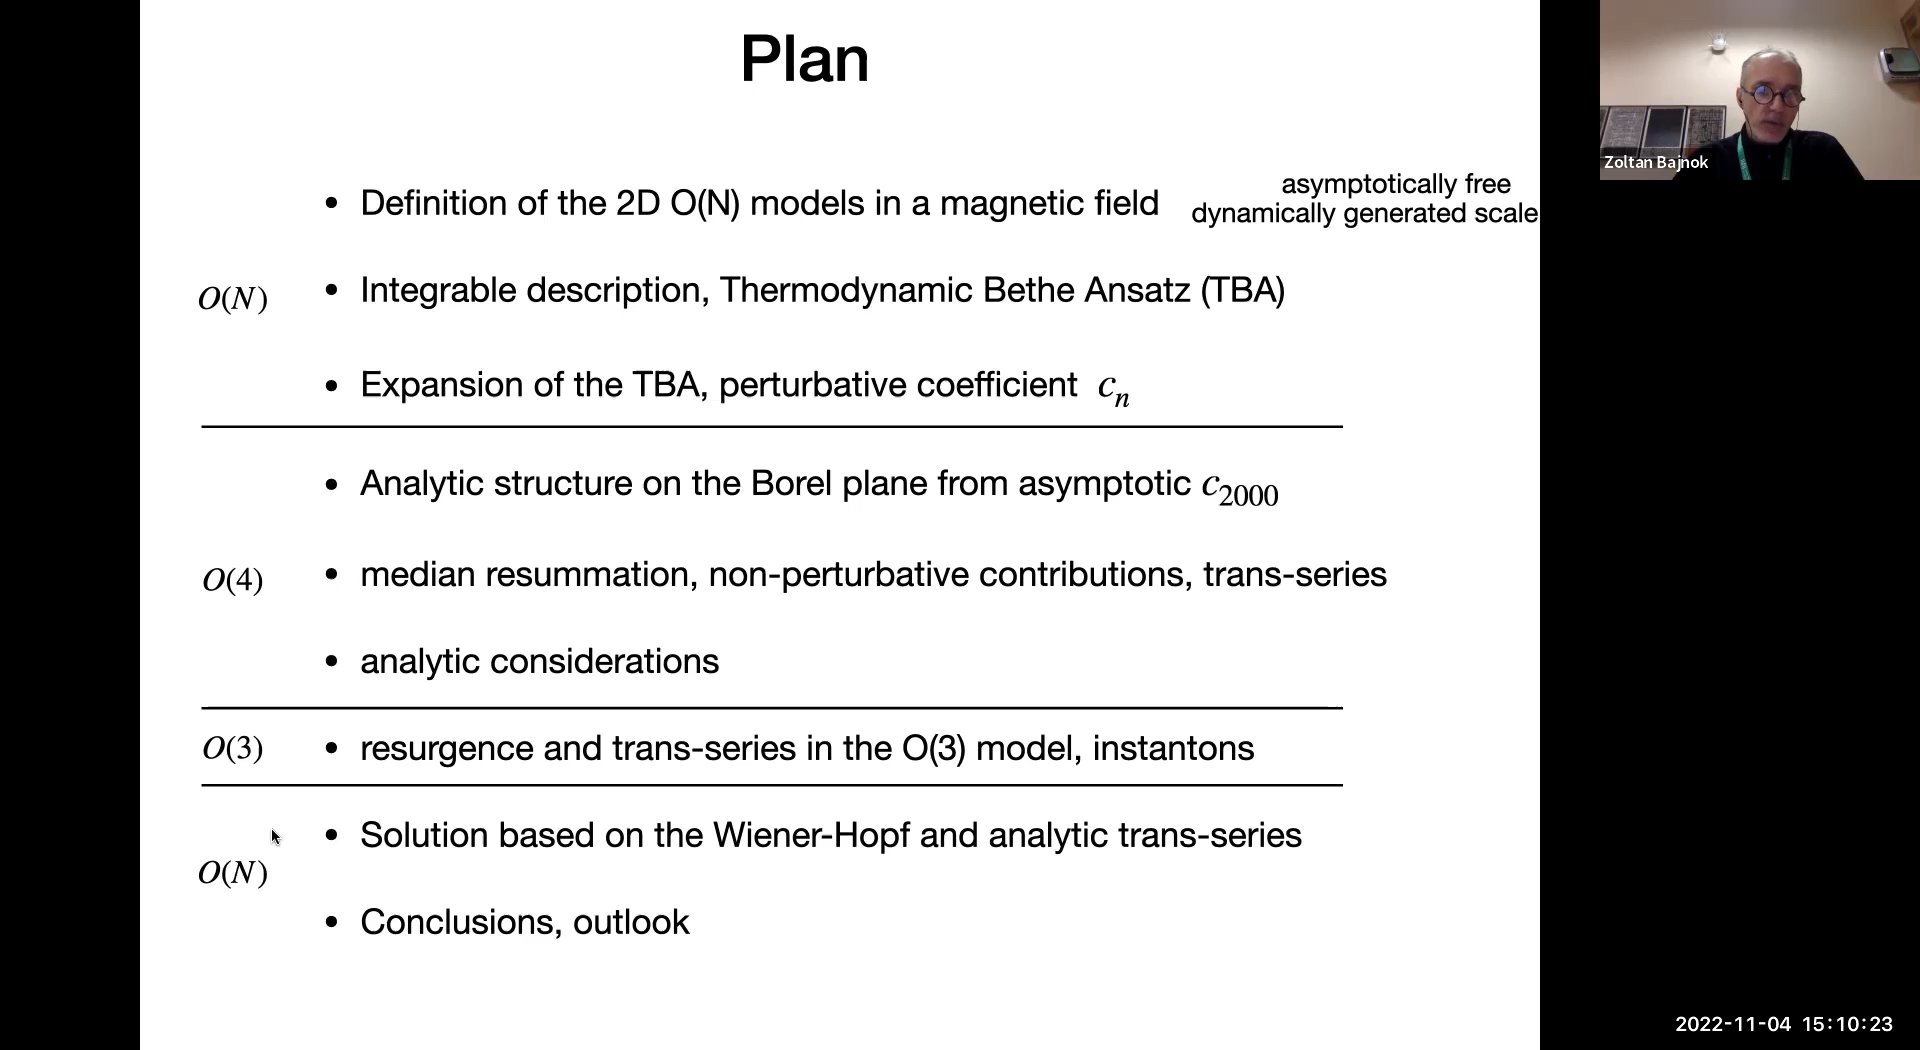 Plan
• Definition of the 2D O(N) models in a magnetic field
asymptotically free
dynamically generated scale
O(N)
• Integrable description, Thermodynamic Bethe Ansatz (TBA)
• Expansion of the TBA, perturbative coefficient cₙ
• Analytic structure on the Borel plane from asymptotic c₂₀₀₀
O(4)
• median resummation, non-perturbative contributions, trans-series
• analytic considerations
O(3)
• resurgence and trans-series in the O(3) model, instantons
• Solution based on the Wiener-Hopf and analytic trans-series
O(N)
• Conclusions, outlook
Zoltan Bajnok
2022-11-04 15:10:23